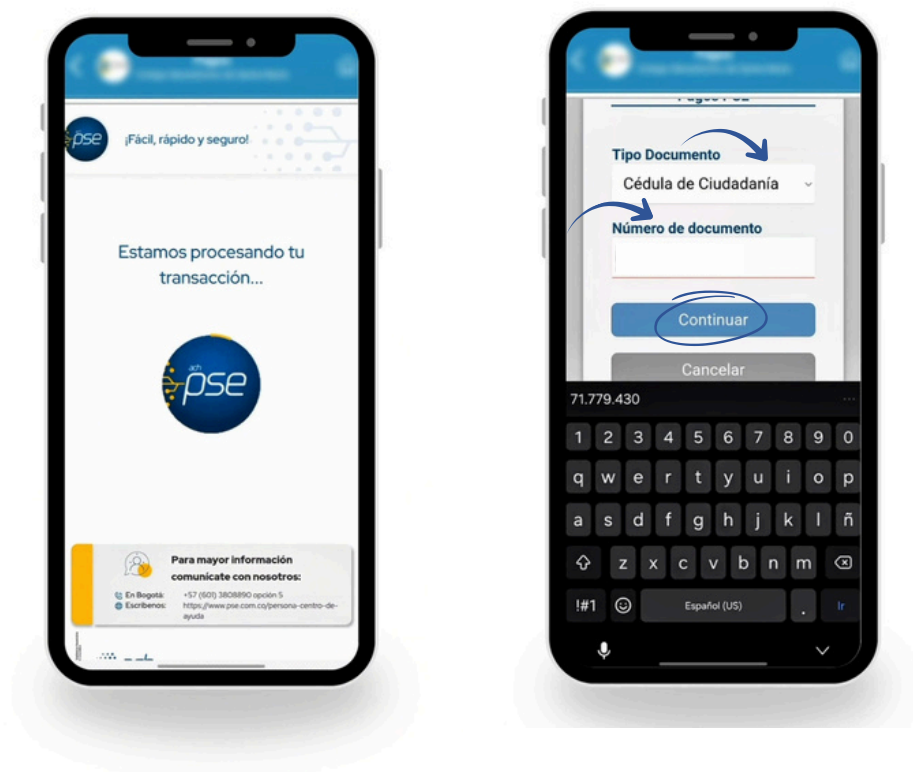 pse
¡Fácil, rápido y seguro!
Estamos procesando tu
transacción...
ach
pse
Para mayor información
comunícate con nosotros:
En Bogotá: +57 (601) 3808890 opción 5
Escríbenos: https://www.pse.com.co/persona-centro-de-
ayuda
Tipo Documento
Cédula de Ciudadanía
Número de documento
Continuar
Cancelar
71.779.430
1 2 3 4 5 6 7 8 9 0
q w e r t y u i o p
a s d f g h j k l ñ
z x c v b n m
!#1 Español (US) . Ir